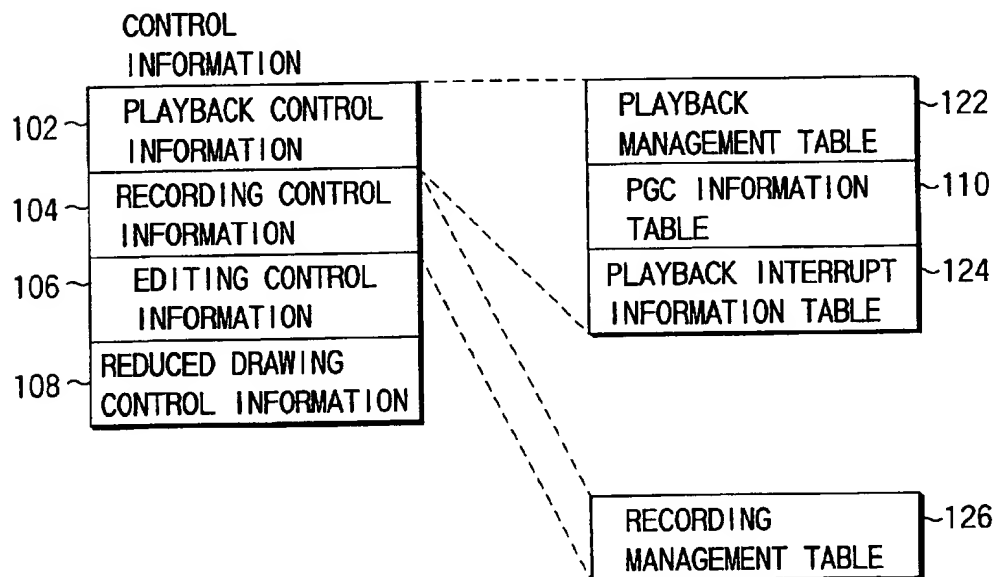 CONTROL
INFORMATION
102
PLAYBACK CONTROL
INFORMATION
104
RECORDING CONTROL
INFORMATION
106
EDITING CONTROL
INFORMATION
108
REDUCED DRAWING
CONTROL INFORMATION
PLAYBACK
MANAGEMENT TABLE
122
PGC INFORMATION
TABLE
110
PLAYBACK INTERRUPT
INFORMATION TABLE
124
RECORDING
MANAGEMENT TABLE
126